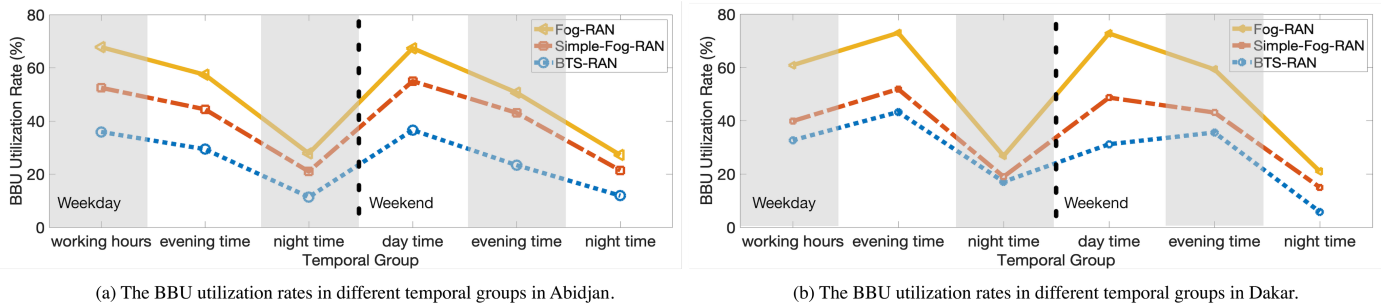 80
60
40
20
0
BBU Utilization Rate (%)
Fog-RAN
Simple-Fog-RAN
BTS-RAN
Weekday
Weekend
working hours evening time night time day time evening time night time
Temporal Group
(a) The BBU utilization rates in different temporal groups in Abidjan.
80
60
40
20
0
BBU Utilization Rate (%)
Fog-RAN
Simple-Fog-RAN
BTS-RAN
Weekday
Weekend
working hours evening time night time day time evening time night time
Temporal Group
(b) The BBU utilization rates in different temporal groups in Dakar.